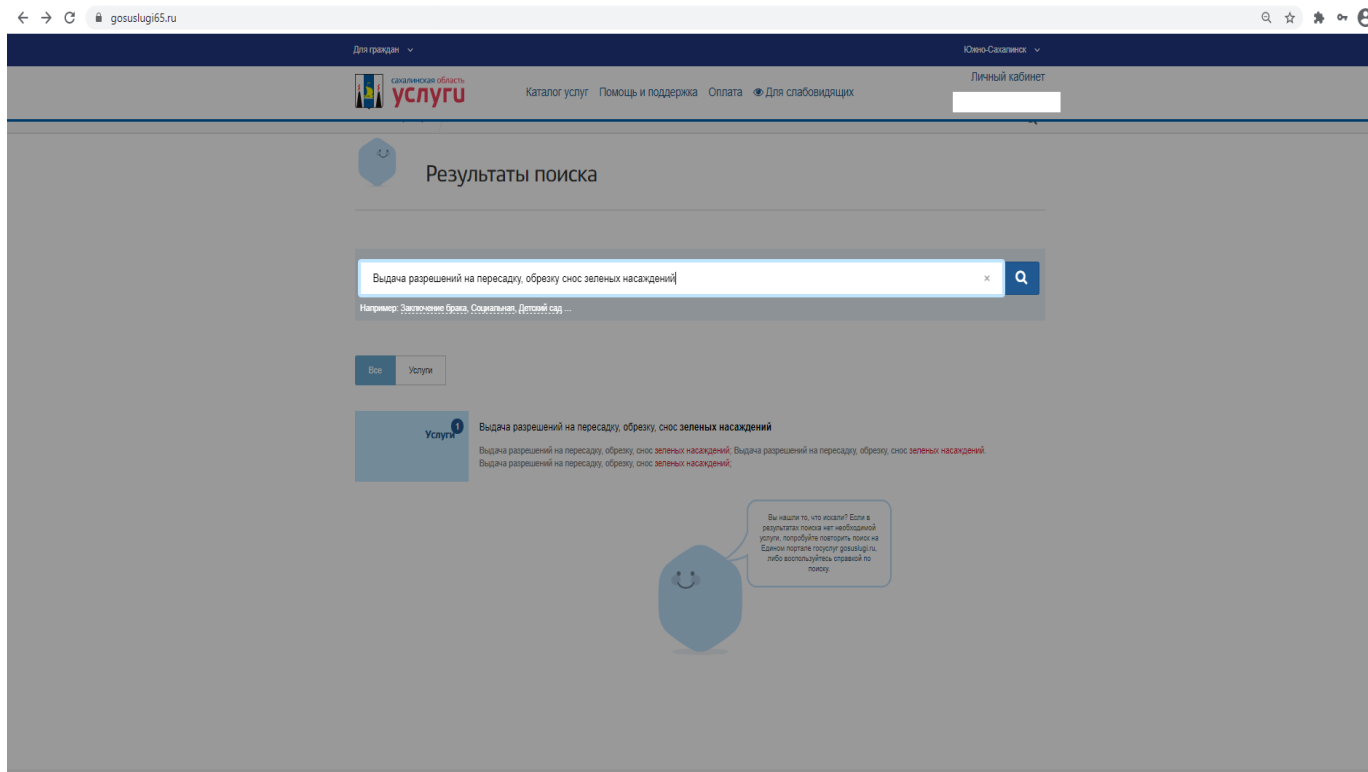 gosuslugi65.ru
Для граждан
Южно-Сахалинск
сахалинская область
услуги
Каталог услуг Помощь и поддержка Оплата Для слабовидящих
Личный кабинет
Результаты поиска
Выдача разрешений на пересадку, обрезку снос зеленых насаждений
Например: Заключение брака, Социальная, Детский сад ...
Все Услуги
Услуги 1
Выдача разрешений на пересадку, обрезку, снос зеленых насаждений
Выдача разрешений на пересадку, обрезку, снос зеленых насаждений; Выдача разрешений на пересадку, обрезку, снос зеленых насаждений.
Выдача разрешений на пересадку, обрезку, снос зеленых насаждений;
Вы нашли то, что искали? Если в
результатах поиска нет необходимой
услуги, попробуйте повторить поиск на
Едином портале госуслуг gosuslugi.ru,
либо воспользуйтесь справкой по
поиску.